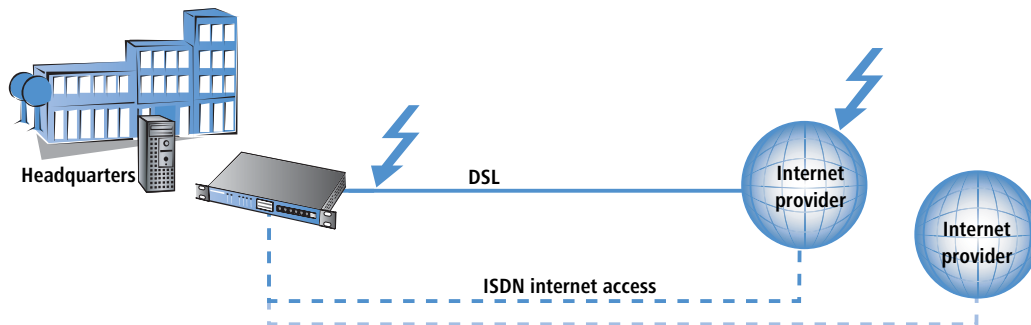 Headquarters
DSL
Internet
provider
Internet
provider
ISDN internet access